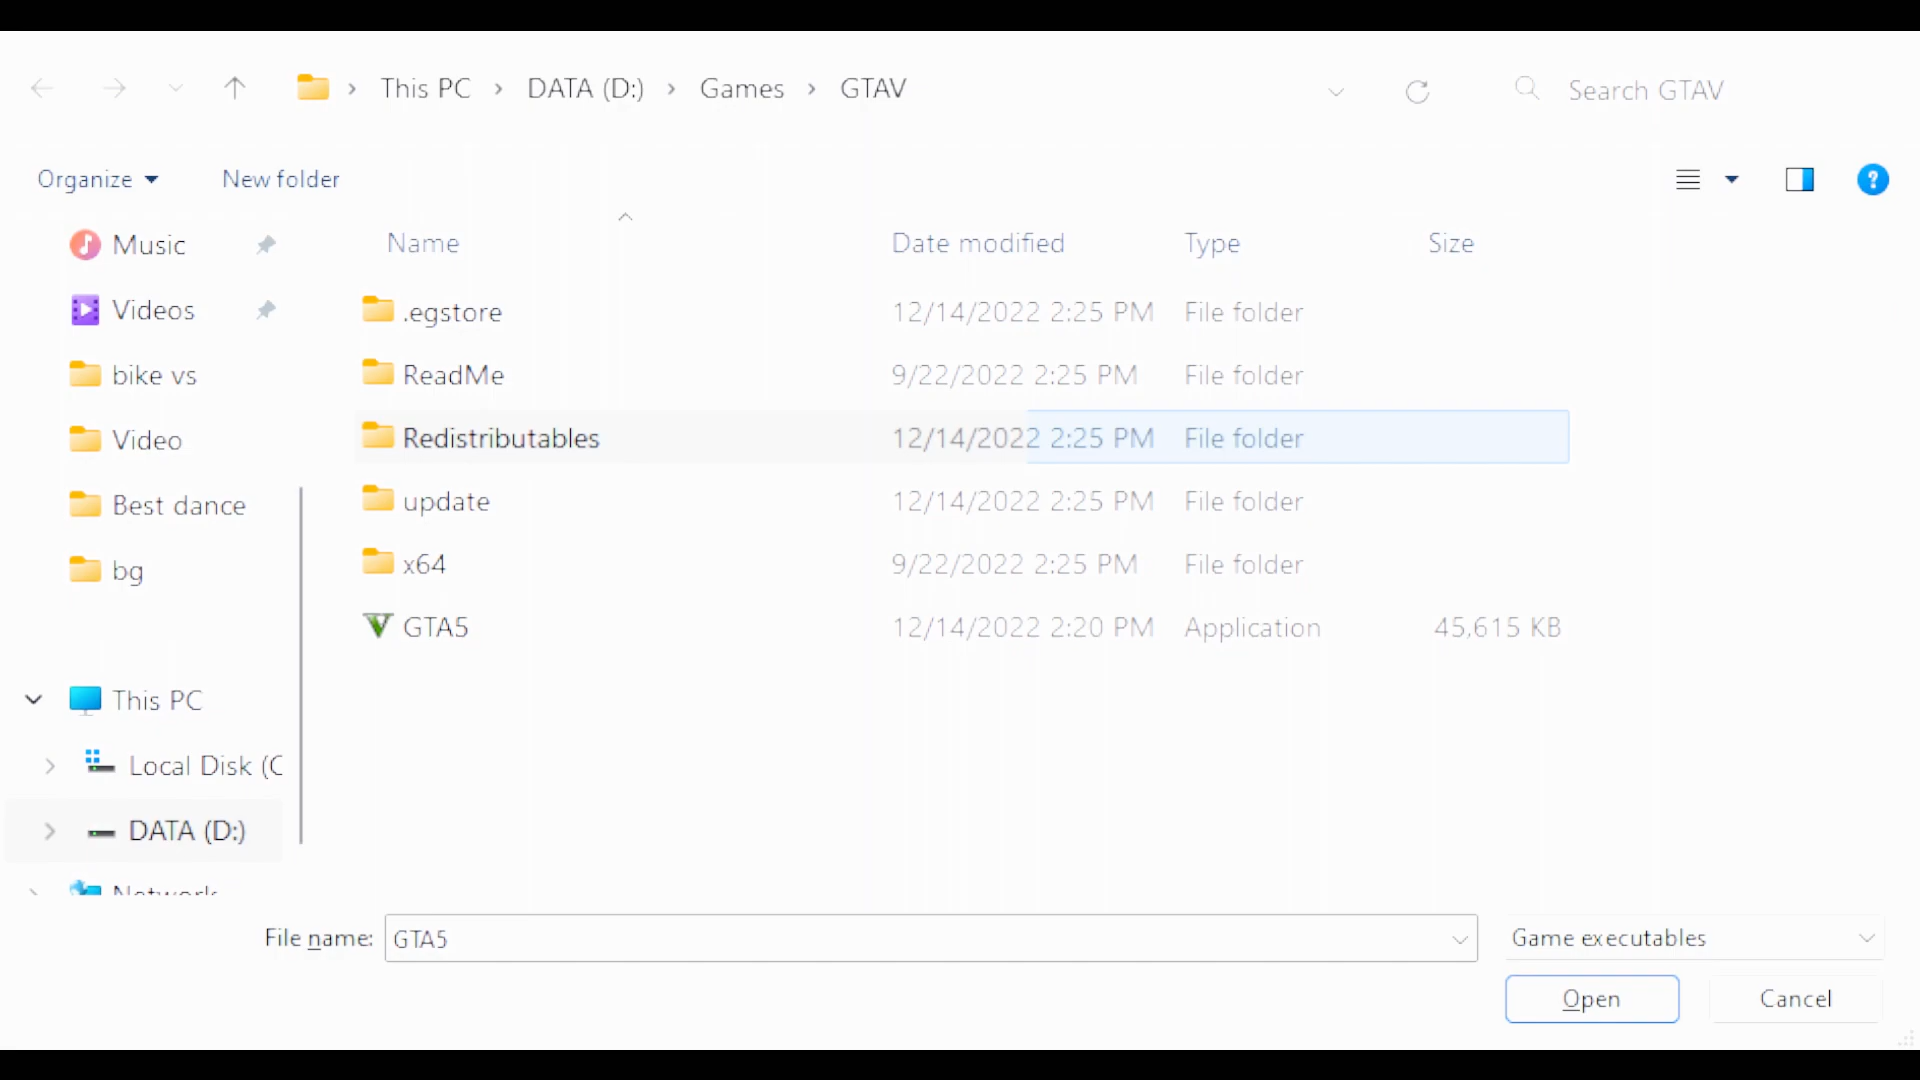 This PC > DATA (D:) > Games > GTAV
Search GTAV
Organize
New folder
?
Music
Videos
bike vs
Video
Best dance
bg
This PC
Local Disk (C
DATA (D:)
Network
Name Date modified Type Size
.egstore 12/14/2022 2:25 PM File folder
ReadMe 9/22/2022 2:25 PM File folder
Redistributables 12/14/2022 2:25 PM File folder
update 12/14/2022 2:25 PM File folder
x64 9/22/2022 2:25 PM File folder
GTA5 12/14/2022 2:20 PM Application 45,615 KB
File name: GTA5
Game executables
Open
Cancel